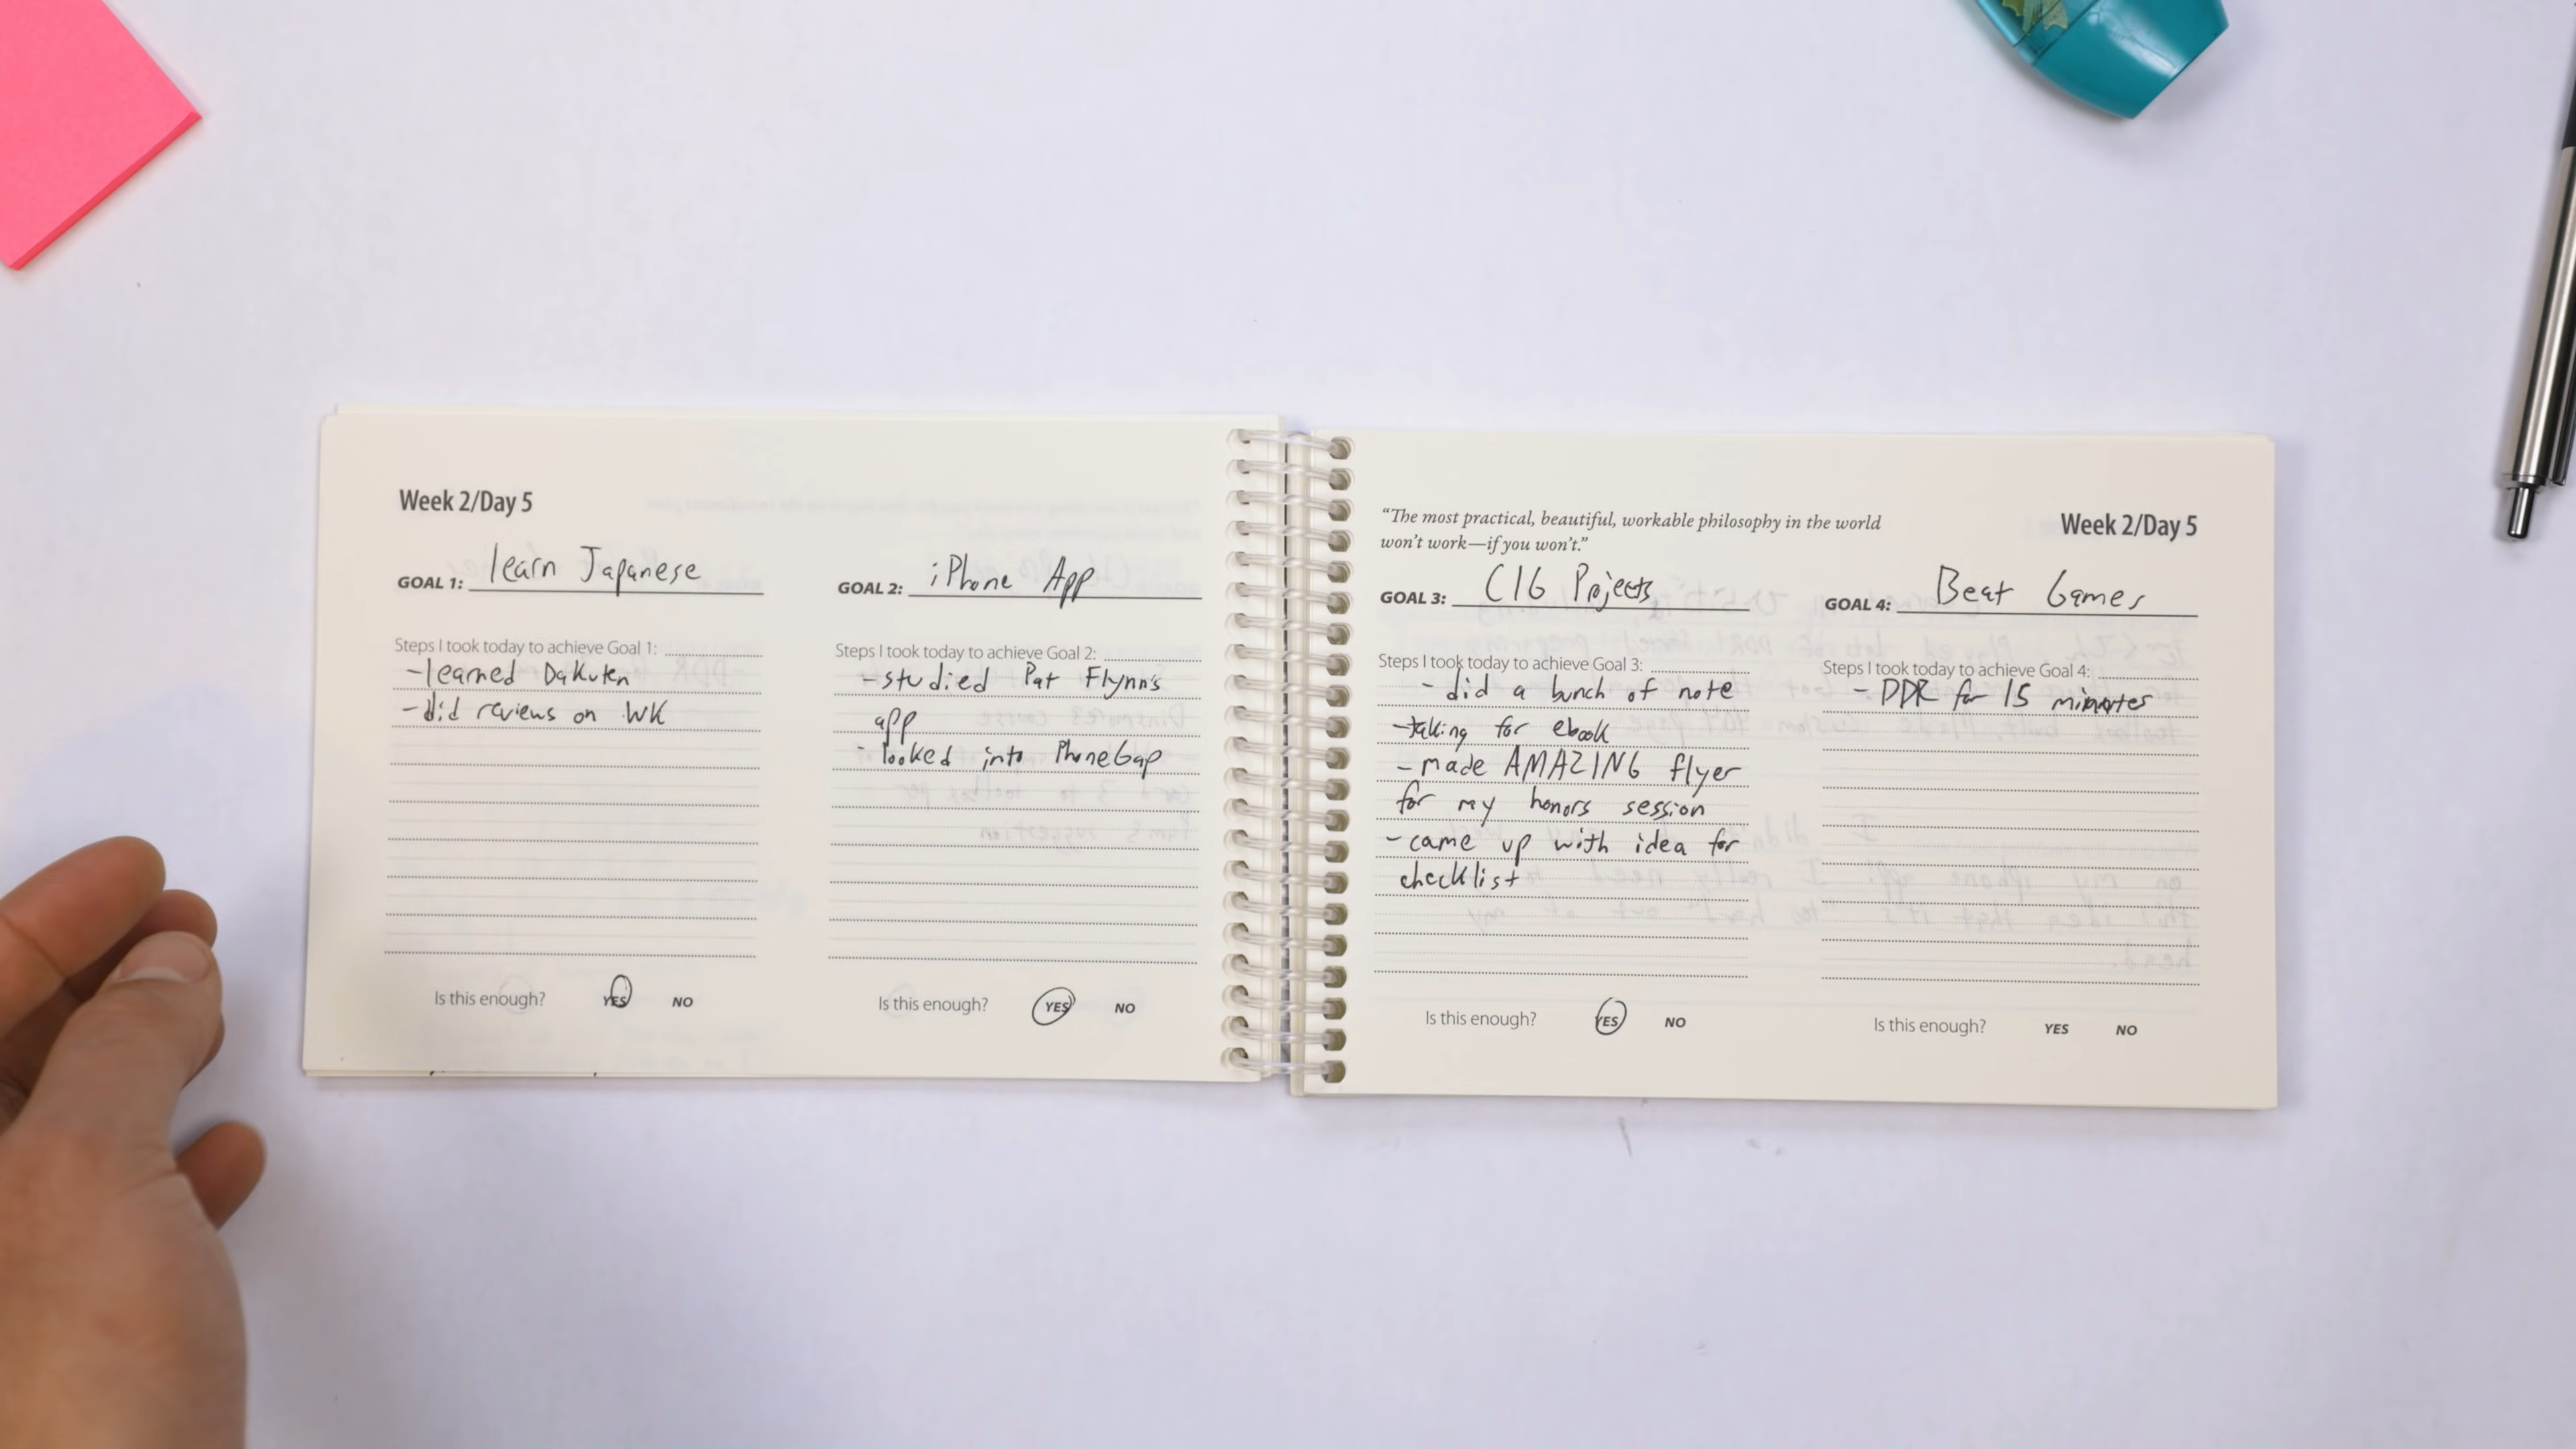 Week 2/Day 5
GOAL 1: learn Japanese
Steps I took today to achieve Goal 1:
-learned Dakuten
-did reviews on WK
Is this enough? YES NO
GOAL 2: iPhone App
Steps I took today to achieve Goal 2:
-studied Pat Flynn's
app
- looked into PhoneGap
Is this enough? YES NO
"The most practical, beautiful, workable philosophy in the world
won't work—if you won't."
Week 2/Day 5
GOAL 3: CIG Projects
Steps I took today to achieve Goal 3:
- did a bunch of note
-taking for ebook
- made AMAZING flyer
for my honors session
- came up with idea for
checklist
Is this enough? YES NO
GOAL 4: Beat Games
Steps I took today to achieve Goal 4:
- DDR for 15 minutes
Is this enough? YES NO